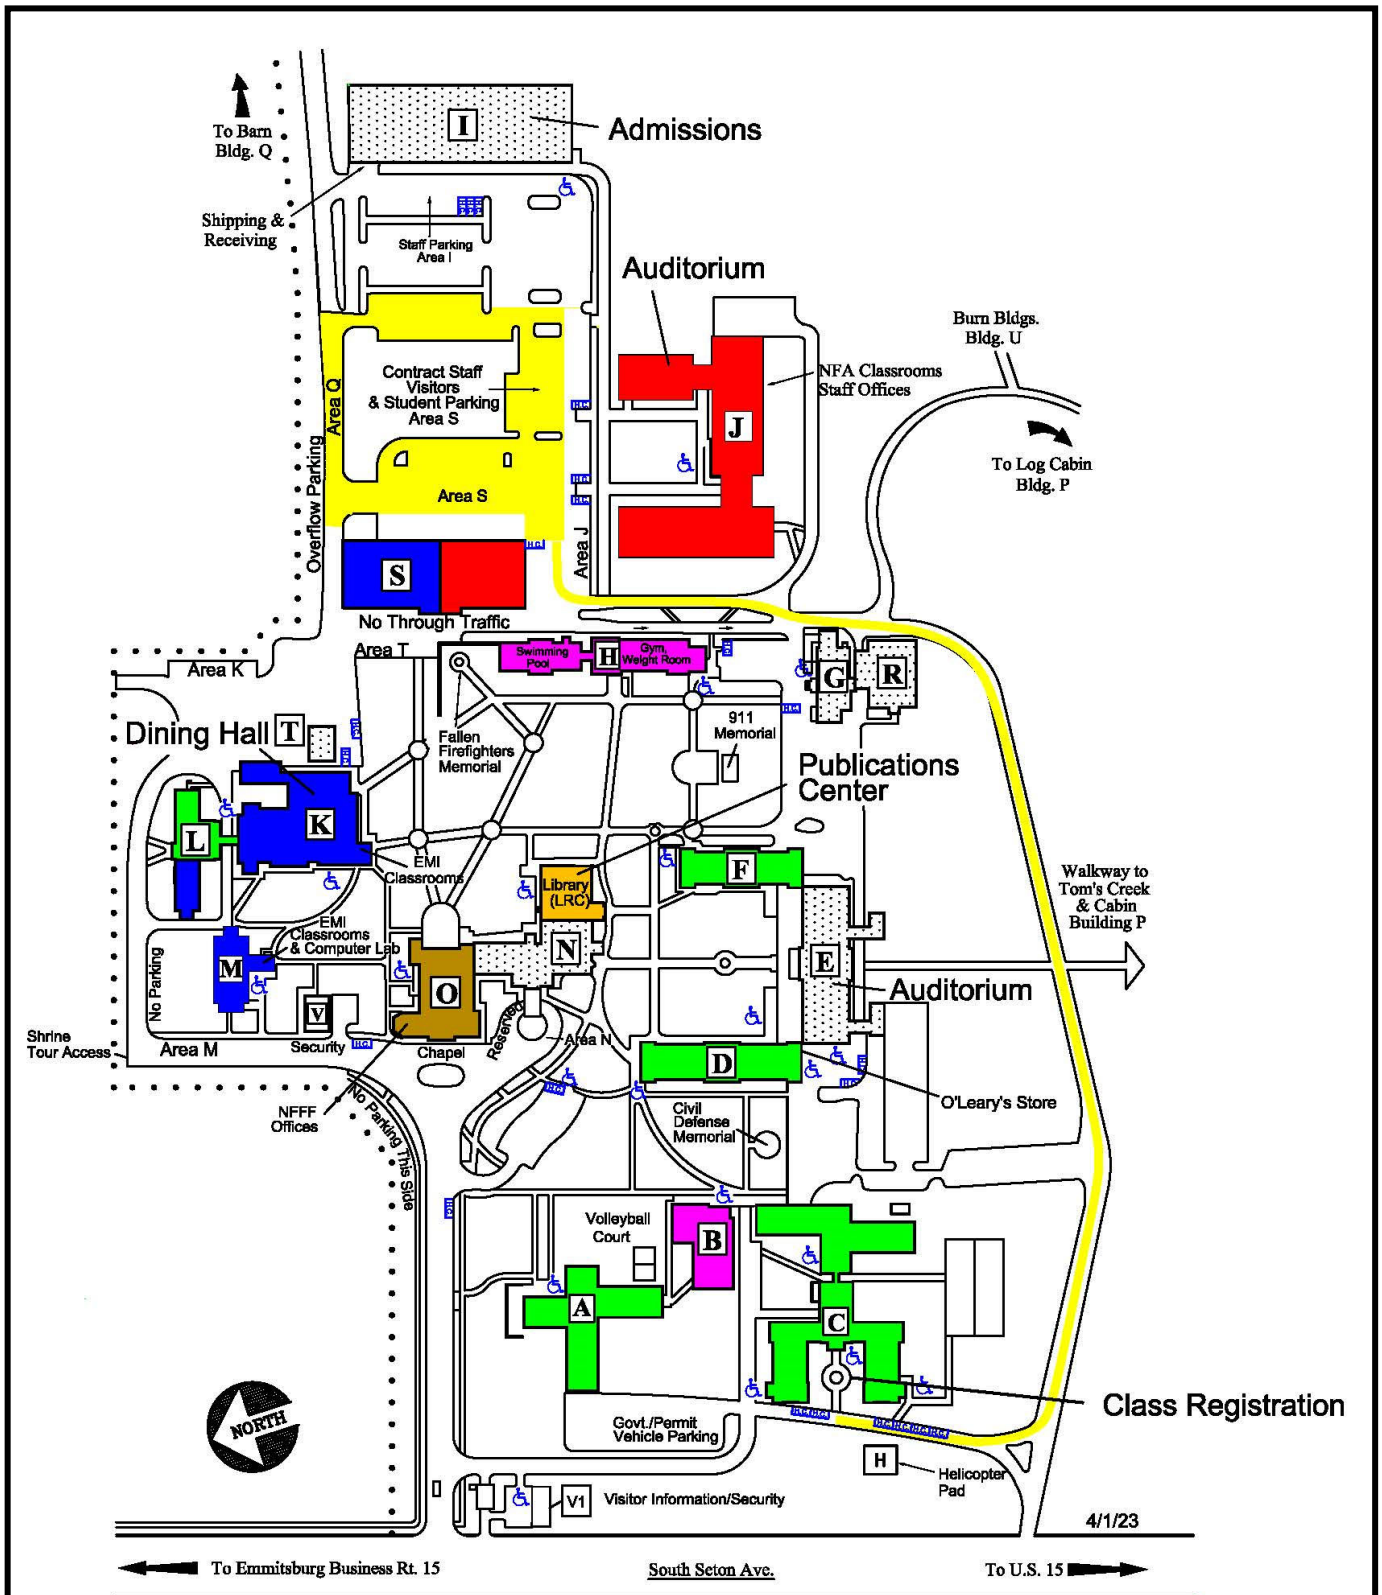 To Barn
Bldg. Q
I
Admissions
Shipping &
Receiving
Staff Parking
Area I
Auditorium
Burn Bldgs.
Bldg. U
Contract Staff
Visitors
& Student Parking
Area S
NFA Classrooms
Staff Offices
Area Q
H.C.
J
To Log Cabin
Bldg. P
Overflow Parking
H.C.
H.C.
Area S
Area J
H.C.
S
No Through Traffic
Area T
Swimming
Pool
H
Gym,
Weight Room
H.C.
Area K
G
R
H.C.
911
Memorial
Dining Hall
T
H.C.
H.C.
Fallen
Firefighters
Memorial
Publications
Center
L
K
EMI
Classrooms
F
Library
(LRC)
Walkway to
Tom's Creek
& Cabin
Building P
EMI
Classrooms
& Computer Lab
N
E
M
O
Auditorium
No Parking
V
Reserved
Shrine
Tour Access
Area M
Security
H.C.
Chapel
Area N
D
H.C.
H.C.
H.C.
O'Leary's Store
NFFF
Offices
No Parking This Side
Civil
Defense
Memorial
H.C.
Volleyball
Court
B
A
C
NORTH
Class Registration
H.C. H.C.
H.C. H.C. H.C. H.C.
Govt./Permit
Vehicle Parking
H
Helicopter
Pad
V1
Visitor Information/Security
4/1/23
To Emmitsburg Business Rt. 15
South Seton Ave.
To U.S. 15